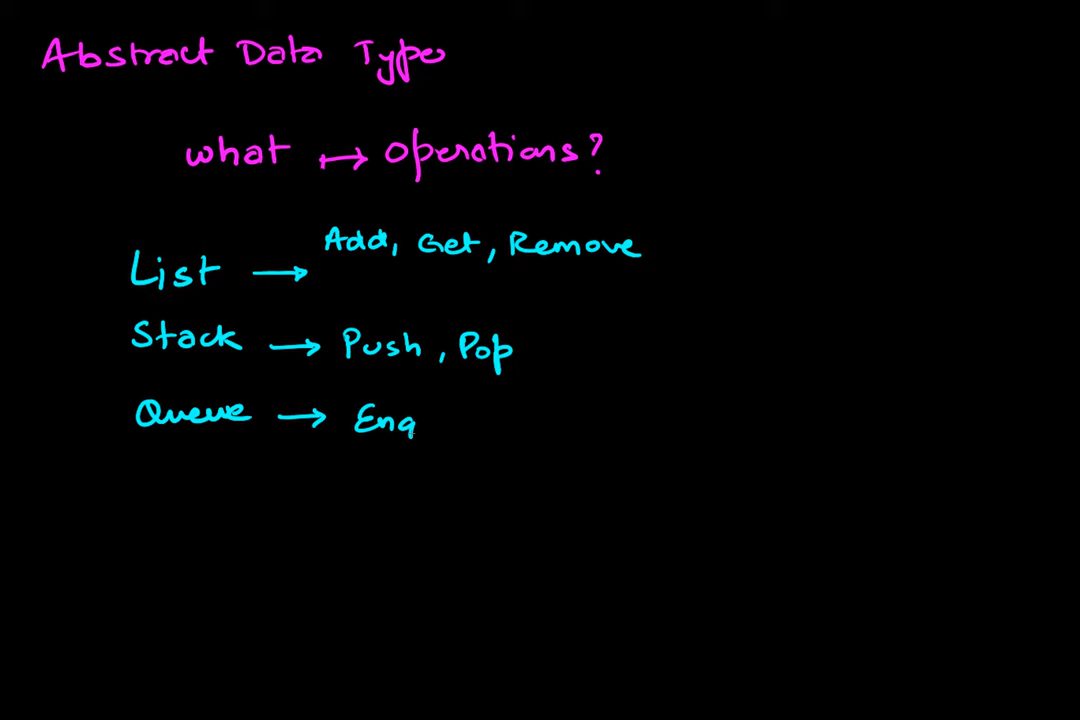 Abstract Data Type
what ↦ Operations?
List → Add, Get, Remove
Stack → Push, Pop
Queue → Enq